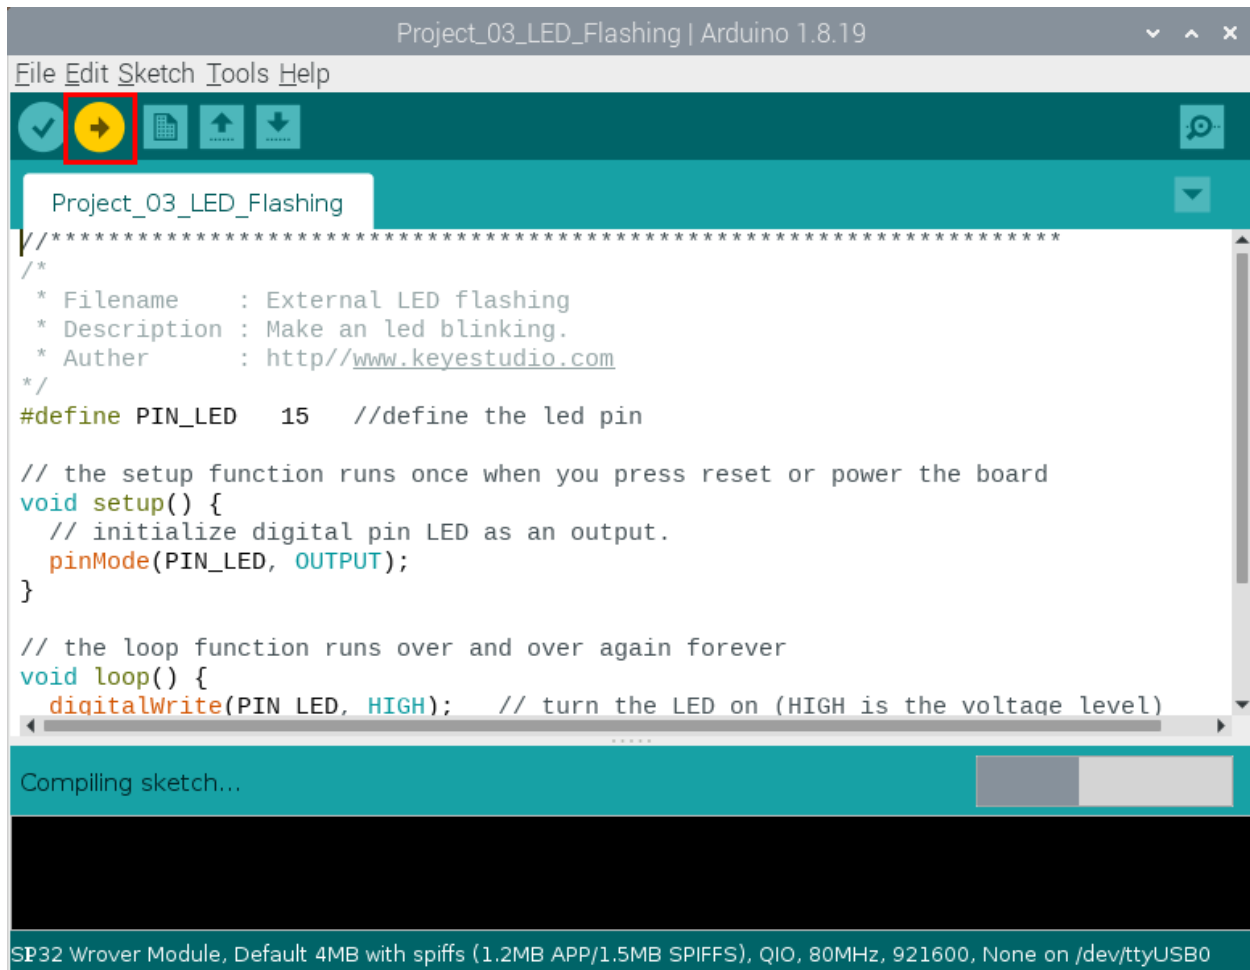 Project_03_LED_Flashing | Arduino 1.8.19
File Edit Sketch Tools Help
Project_03_LED_Flashing
//**********************************************************************
/*
 * Filename    : External LED flashing
 * Description : Make an led blinking.
 * Auther      : http//www.keyestudio.com
*/
#define PIN_LED   15   //define the led pin
// the setup function runs once when you press reset or power the board
void setup() {
  // initialize digital pin LED as an output.
  pinMode(PIN_LED, OUTPUT);
}
// the loop function runs over and over again forever
void loop() {
  digitalWrite(PIN_LED, HIGH);   // turn the LED on (HIGH is the voltage level)
Compiling sketch...
SP32 Wrover Module, Default 4MB with spiffs (1.2MB APP/1.5MB SPIFFS), QIO, 80MHz, 921600, None on /dev/ttyUSB0